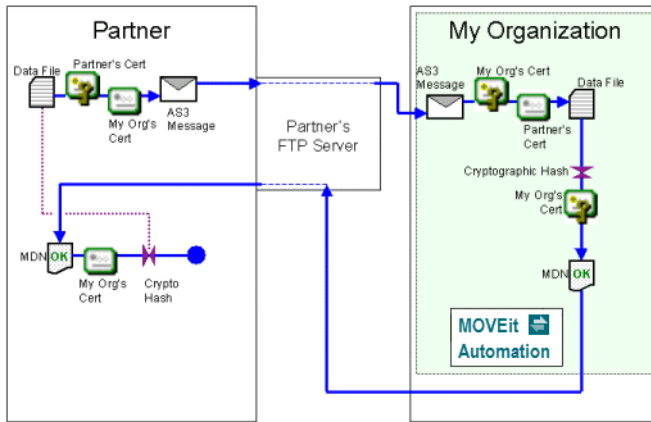 Partner
My Organization
Data File
Partner's Cert
My Org's
Cert
AS3
Message
Partner's
FTP Server
AS3
Message
My Org's Cert
Partner's
Cert
Data File
Cryptographic Hash
My Org's
Cert
MDN
OK
MDN
OK
My Org's
Cert
Crypto
Hash
MOVEit
Automation